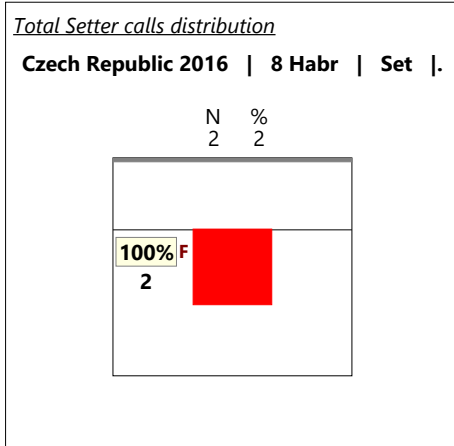 Total Setter calls distribution
Czech Republic 2016 | 8 Habr | Set |.
N %
2 2
100% F
2